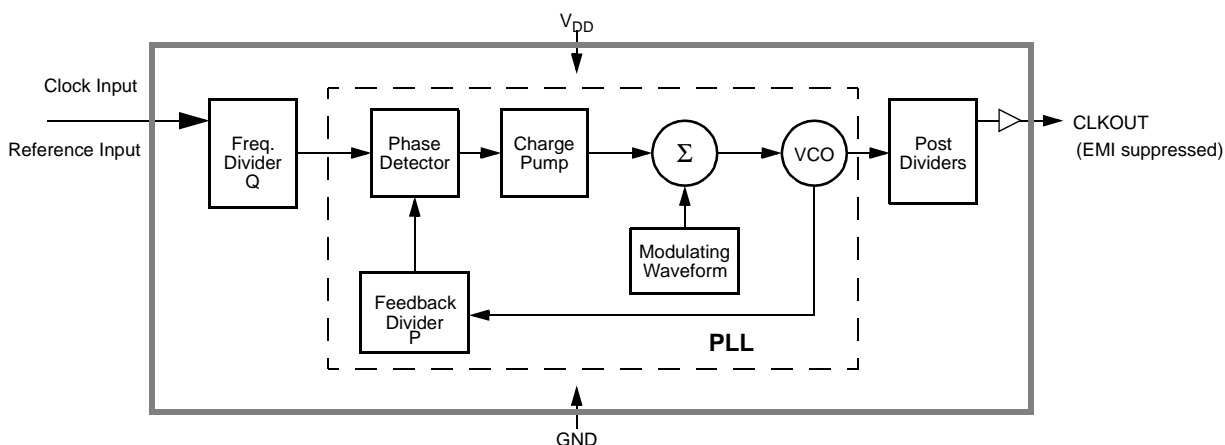 VDD
Clock Input
Reference Input
Freq.
Divider
Q
Phase
Detector
Charge
Pump
Σ
VCO
Post
Dividers
CLKOUT
(EMI suppressed)
Modulating
Waveform
Feedback
Divider
P
PLL
GND